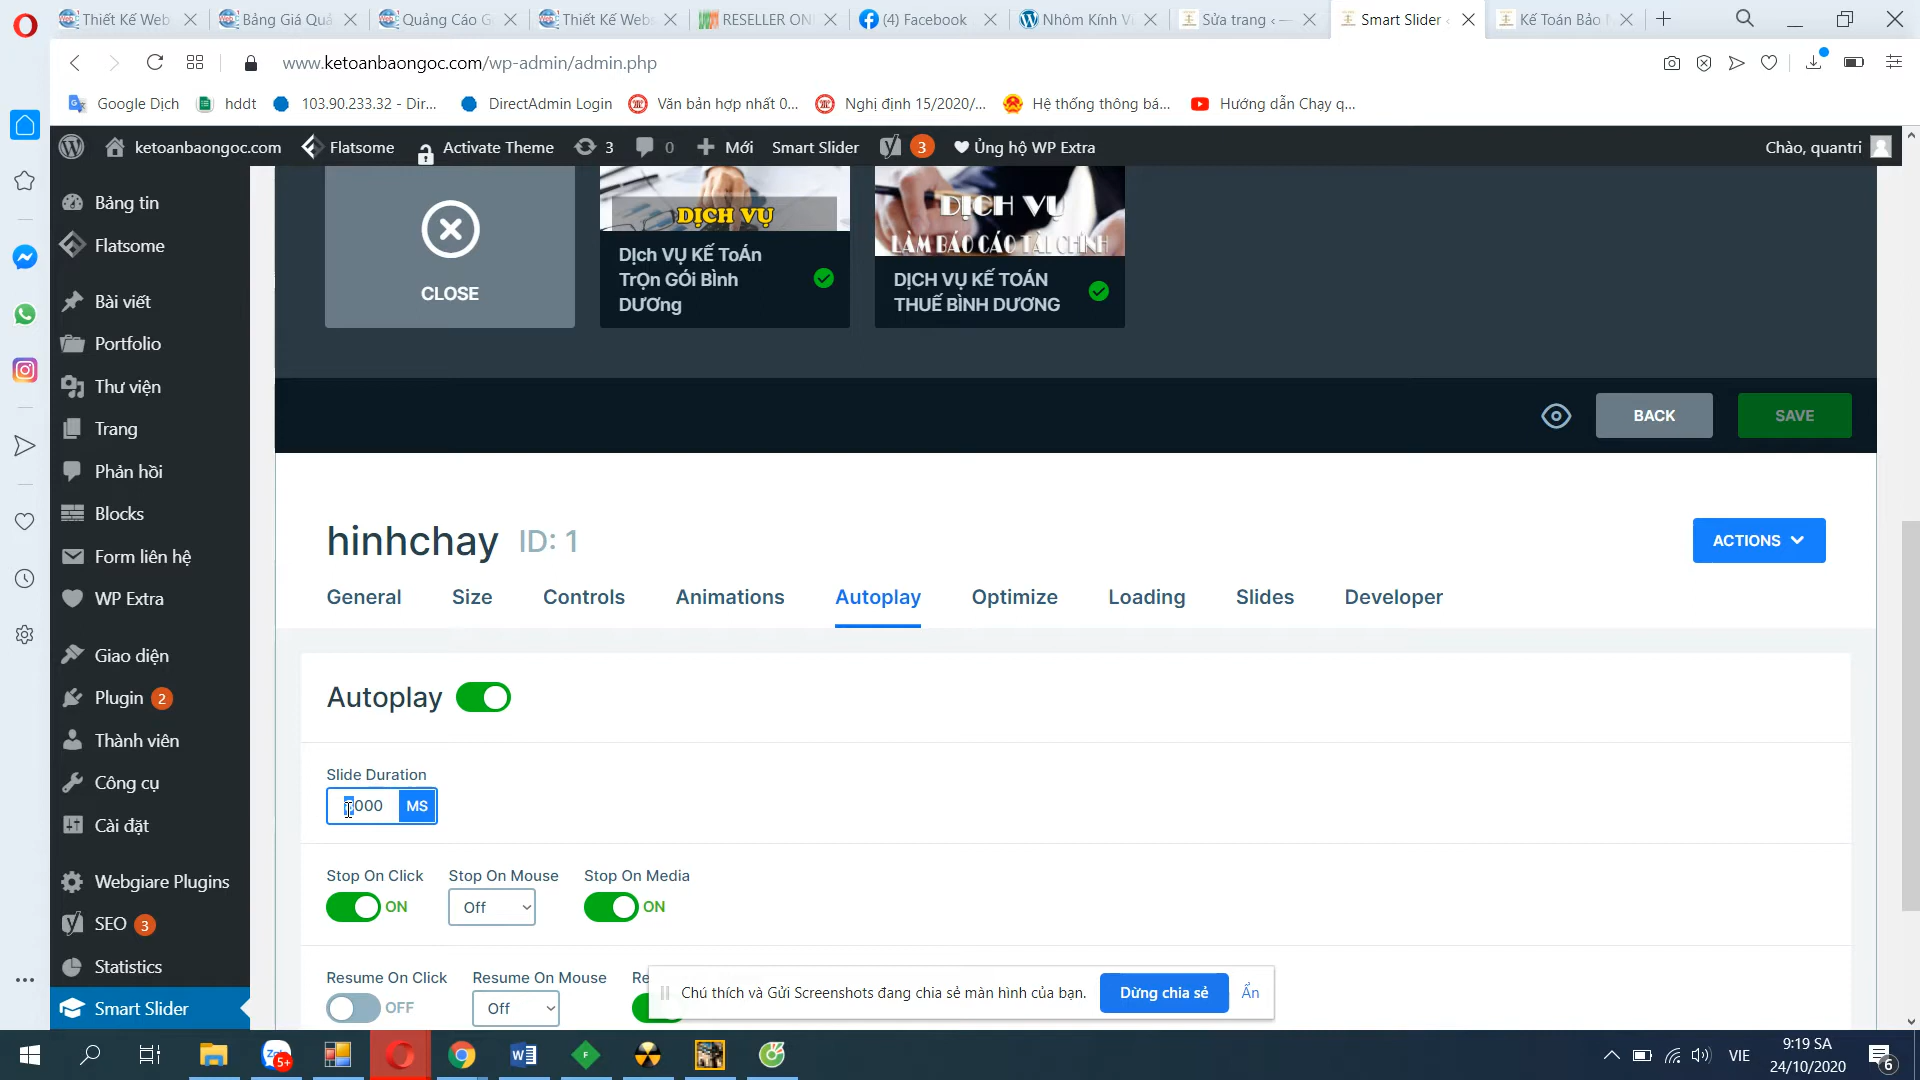 Thiết Kế Web
Bảng Giá Quả
Quảng Cáo G
Thiết Kế Webs
RESELLER ONI
(4) Facebook
Nhôm Kính Vi
Sửa trang ‹ —
Smart Slider ‹
Kế Toán Bảo
www.ketoanbaongoc.com/wp-admin/admin.php
Google Dịch
hddt
103.90.233.32 - Dir...
DirectAdmin Login
Văn bản hợp nhất 0...
Nghị định 15/2020/...
Hệ thống thông bá...
Hướng dẫn Chạy q...
ketoanbaongoc.com
Flatsome
Activate Theme
3
0
Mới
Smart Slider
3
Ủng hộ WP Extra
Chào, quantri
Bảng tin
Flatsome
Bài viết
Portfolio
Thư viện
Trang
Phản hồi
Blocks
Form liên hệ
WP Extra
Giao diện
Plugin 2
Thành viên
Công cụ
Cài đặt
Webgiare Plugins
SEO 3
Statistics
Smart Slider
CLOSE
DỊCH VỤ
Dịch VỤ KẾ ToÁn
TrỌn GÓi Bình
DƯƠng
DỊCH VỤ
LÀM BÁO CÁO TÀI CHÍNH
DỊCH VỤ KẾ TOÁN
THUẾ BÌNH DƯƠNG
BACK
SAVE
hinhchay ID: 1
ACTIONS
General
Size
Controls
Animations
Autoplay
Optimize
Loading
Slides
Developer
Autoplay
Slide Duration
000 MS
Stop On Click
Stop On Mouse
Stop On Media
ON
Off
ON
Resume On Click
Resume On Mouse
Re
OFF
Off
Chú thích và Gửi Screenshots đang chia sẻ màn hình của bạn.
Dừng chia sẻ
Ẩn
5+
VIE
9:19 SA
24/10/2020
6